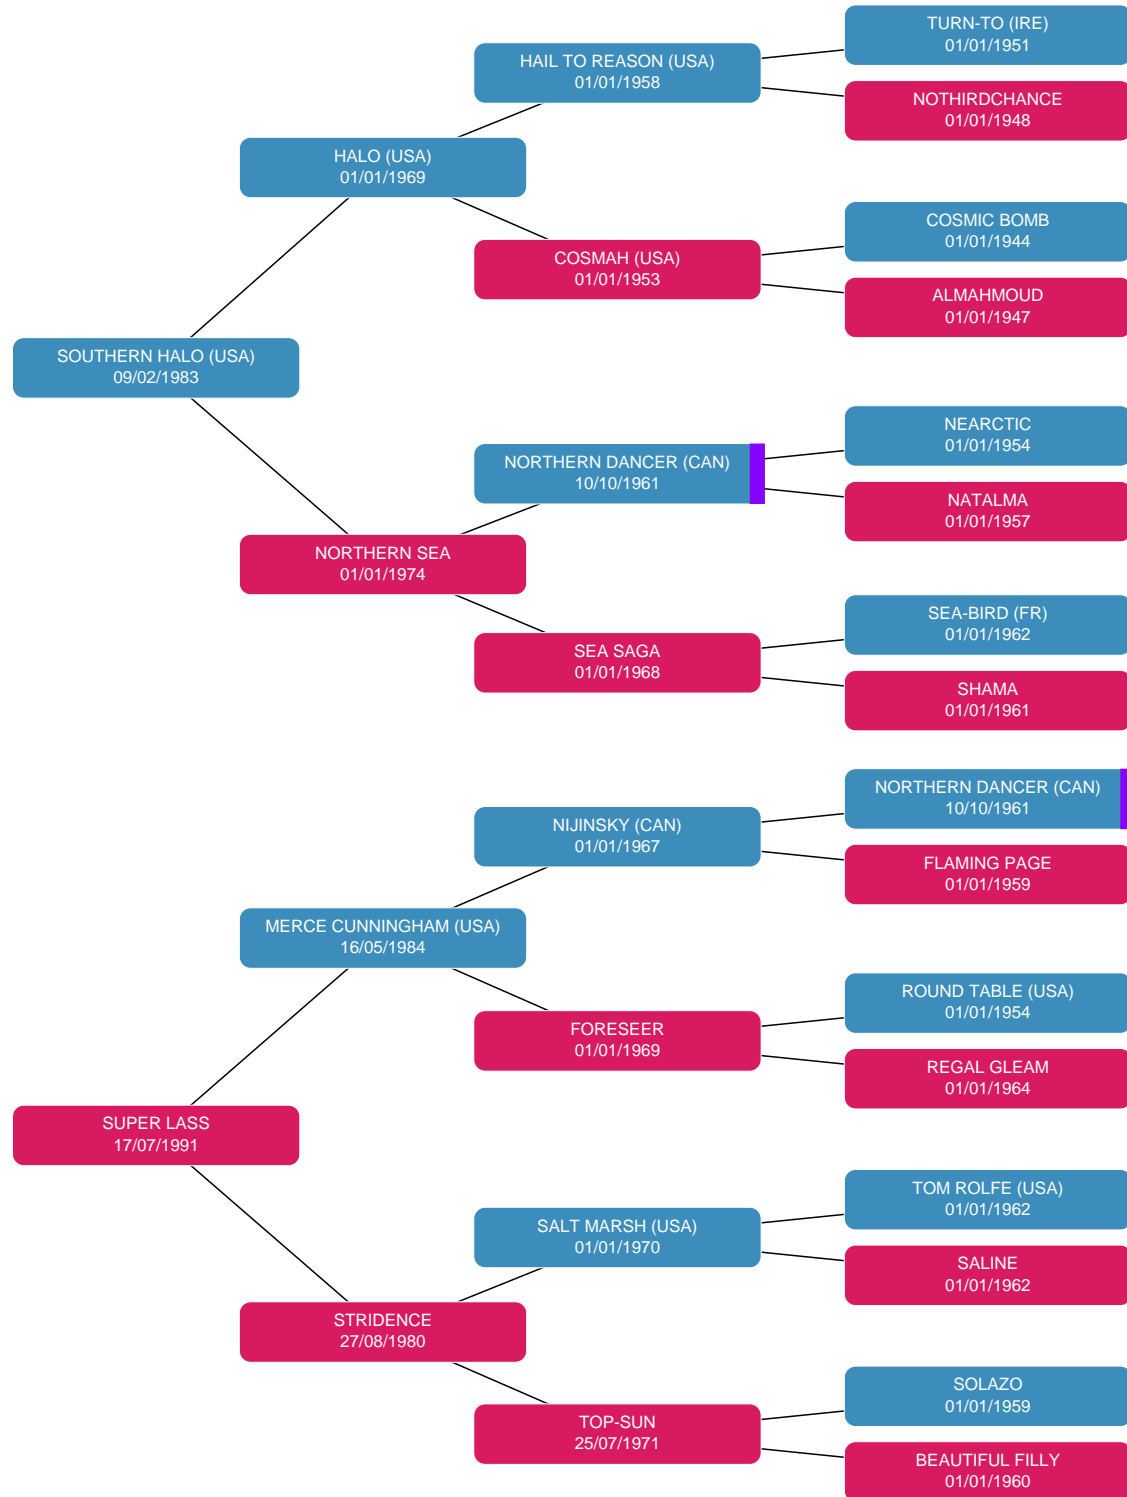 TURN-TO (IRE)
01/01/1951
HAIL TO REASON (USA)
01/01/1958
NOTHIRDCHANCE
01/01/1948
HALO (USA)
01/01/1969
COSMIC BOMB
01/01/1944
COSMAH (USA)
01/01/1953
ALMAHMOUD
01/01/1947
SOUTHERN HALO (USA)
09/02/1983
NEARCTIC
01/01/1954
NORTHERN DANCER (CAN)
10/10/1961
NATALMA
01/01/1957
NORTHERN SEA
01/01/1974
SEA-BIRD (FR)
01/01/1962
SEA SAGA
01/01/1968
SHAMA
01/01/1961
NORTHERN DANCER (CAN)
10/10/1961
NIJINSKY (CAN)
01/01/1967
FLAMING PAGE
01/01/1959
MERCE CUNNINGHAM (USA)
16/05/1984
ROUND TABLE (USA)
01/01/1954
FORESEER
01/01/1969
REGAL GLEAM
01/01/1964
SUPER LASS
17/07/1991
TOM ROLFE (USA)
01/01/1962
SALT MARSH (USA)
01/01/1970
SALINE
01/01/1962
STRIDENCE
27/08/1980
SOLAZO
01/01/1959
TOP-SUN
25/07/1971
BEAUTIFUL FILLY
01/01/1960